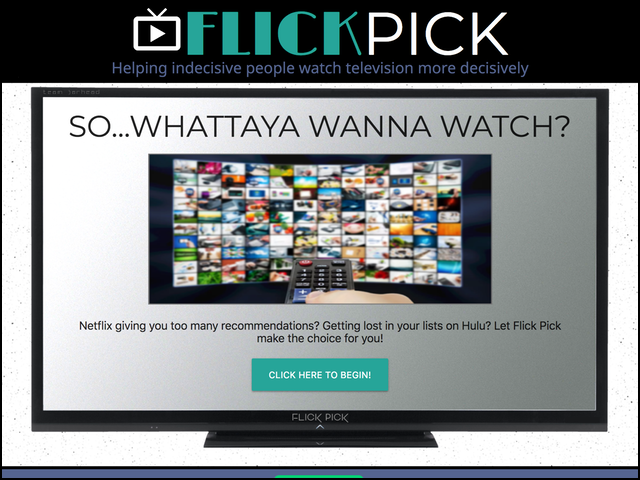 FLICKPICK
Helping indecisive people watch television more decisively
SO...WHATTAYA WANNA WATCH?
Netflix giving you too many recommendations? Getting lost in your lists on Hulu? Let Flick Pick
make the choice for you!
CLICK HERE TO BEGIN!
FLICK PICK